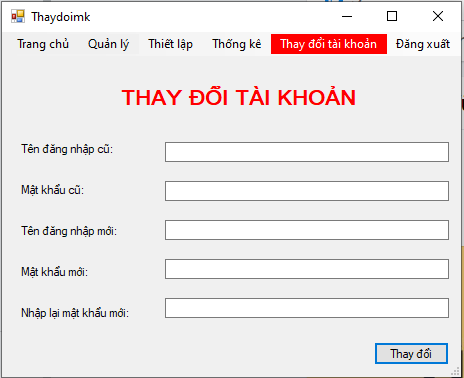 Thaydoimk
Trang chủ Quản lý Thiết lập Thống kê Thay đổi tài khoản Đăng xuất
THAY ĐỔI TÀI KHOẢN
Tên đăng nhập cũ:
Mật khẩu cũ:
Tên đăng nhập mới:
Mật khẩu mới:
Nhập lại mật khẩu mới:
Thay đổi